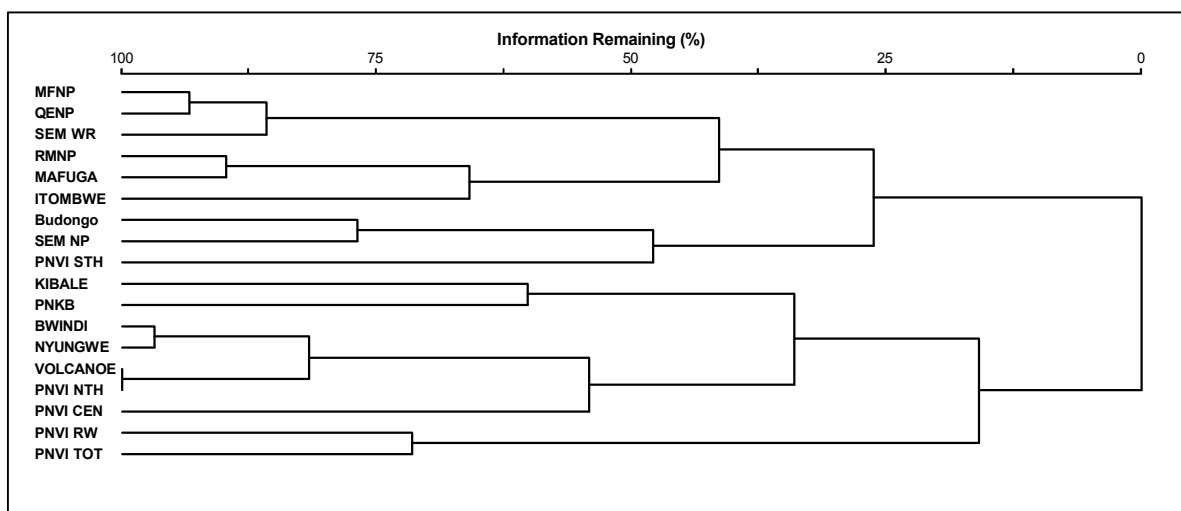 Information Remaining (%)
100 75 50 25 0
MFNP
QENP
SEM WR
RMNP
MAFUGA
ITOMBWE
Budongo
SEM NP
PNVI STH
KIBALE
PNKB
BWINDI
NYUNGWE
VOLCANOE
PNVI NTH
PNVI CEN
PNVI RW
PNVI TOT